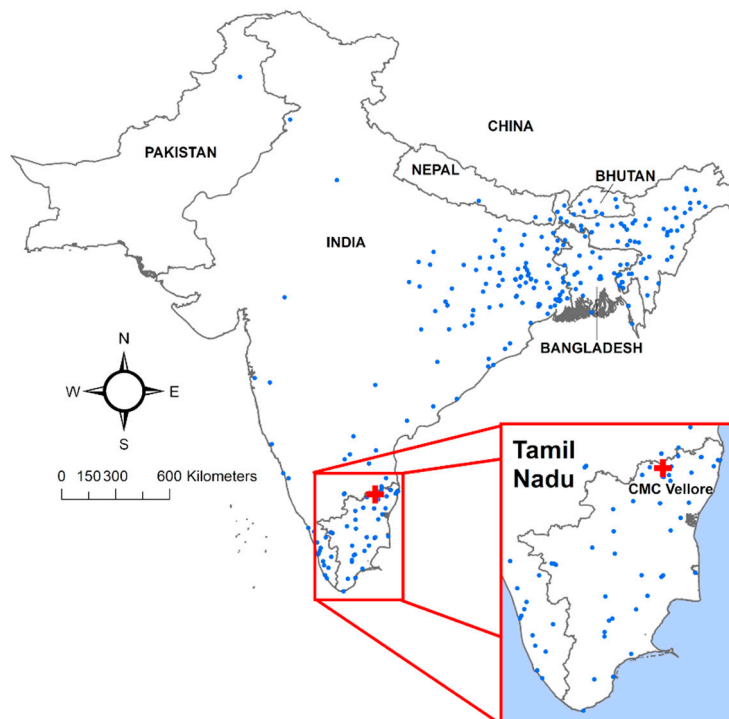 CHINA
PAKISTAN
NEPAL
BHUTAN
INDIA
BANGLADESH
N
W E
S
0 150 300 600 Kilometers
Tamil
Nadu
CMC Vellore